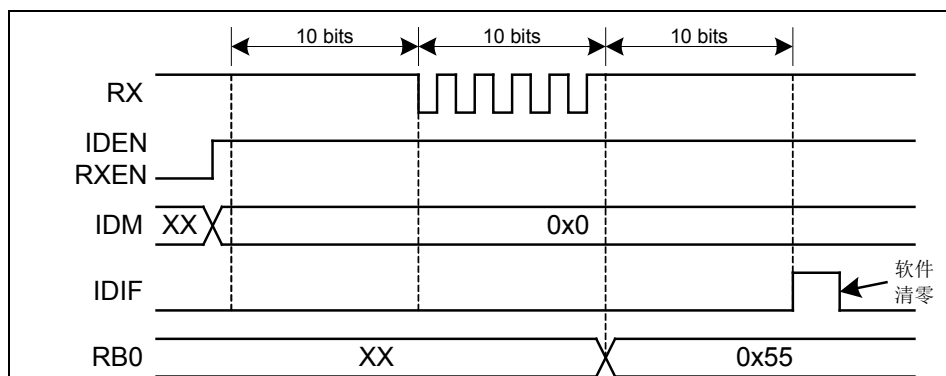 10 bits 10 bits 10 bits
RX
IDEN
RXEN
IDM XX 0x0
IDIF 软件
清零
RB0 XX 0x55